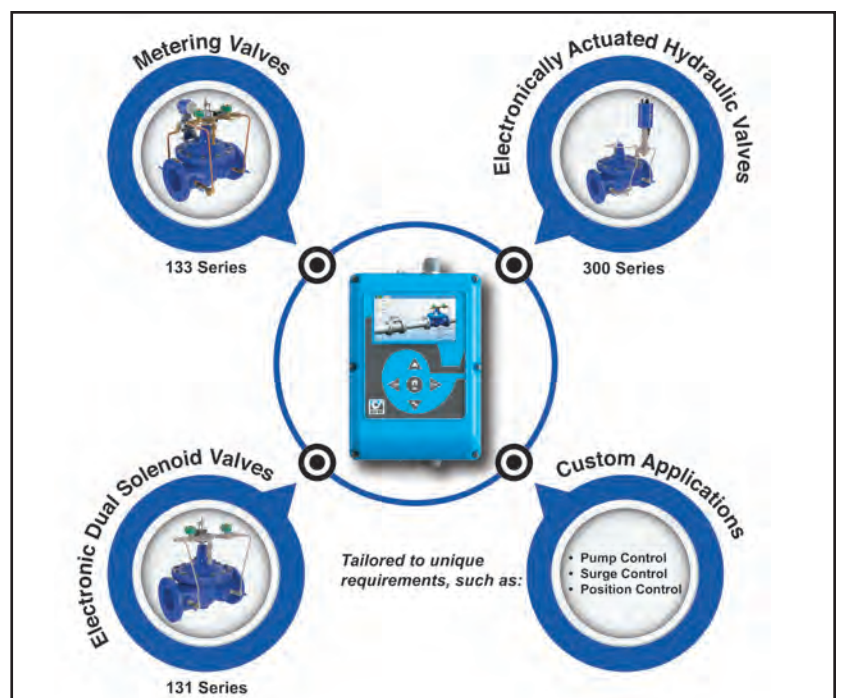 Metering Valves
133 Series
Electronically Actuated Hydraulic Valves
300 Series
Electronic Dual Solenoid Valves
131 Series
Custom Applications
Tailored to unique
requirements, such as:
• Pump Control
• Surge Control
• Position Control